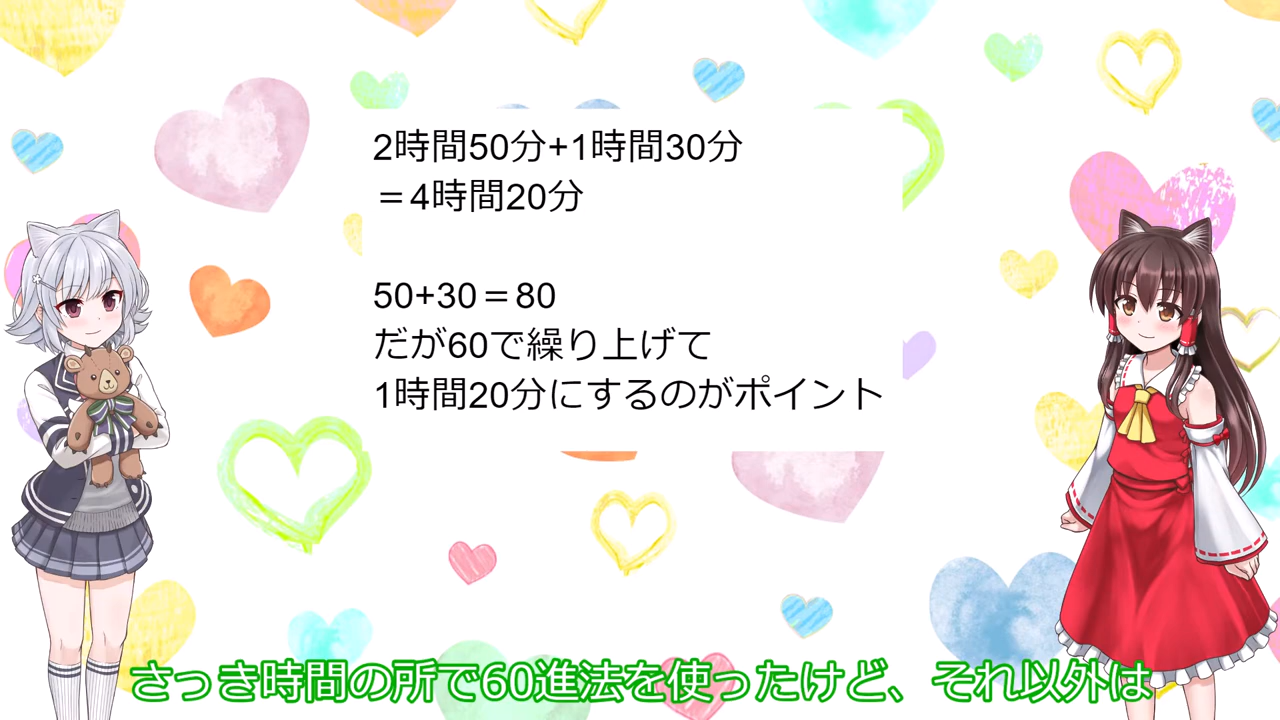 2時間50分+1時間30分
＝4時間20分
50+30＝80
だが60で繰り上げて
1時間20分にするのがポイント
さっき時間の所で60進法を使ったけど、それ以外は